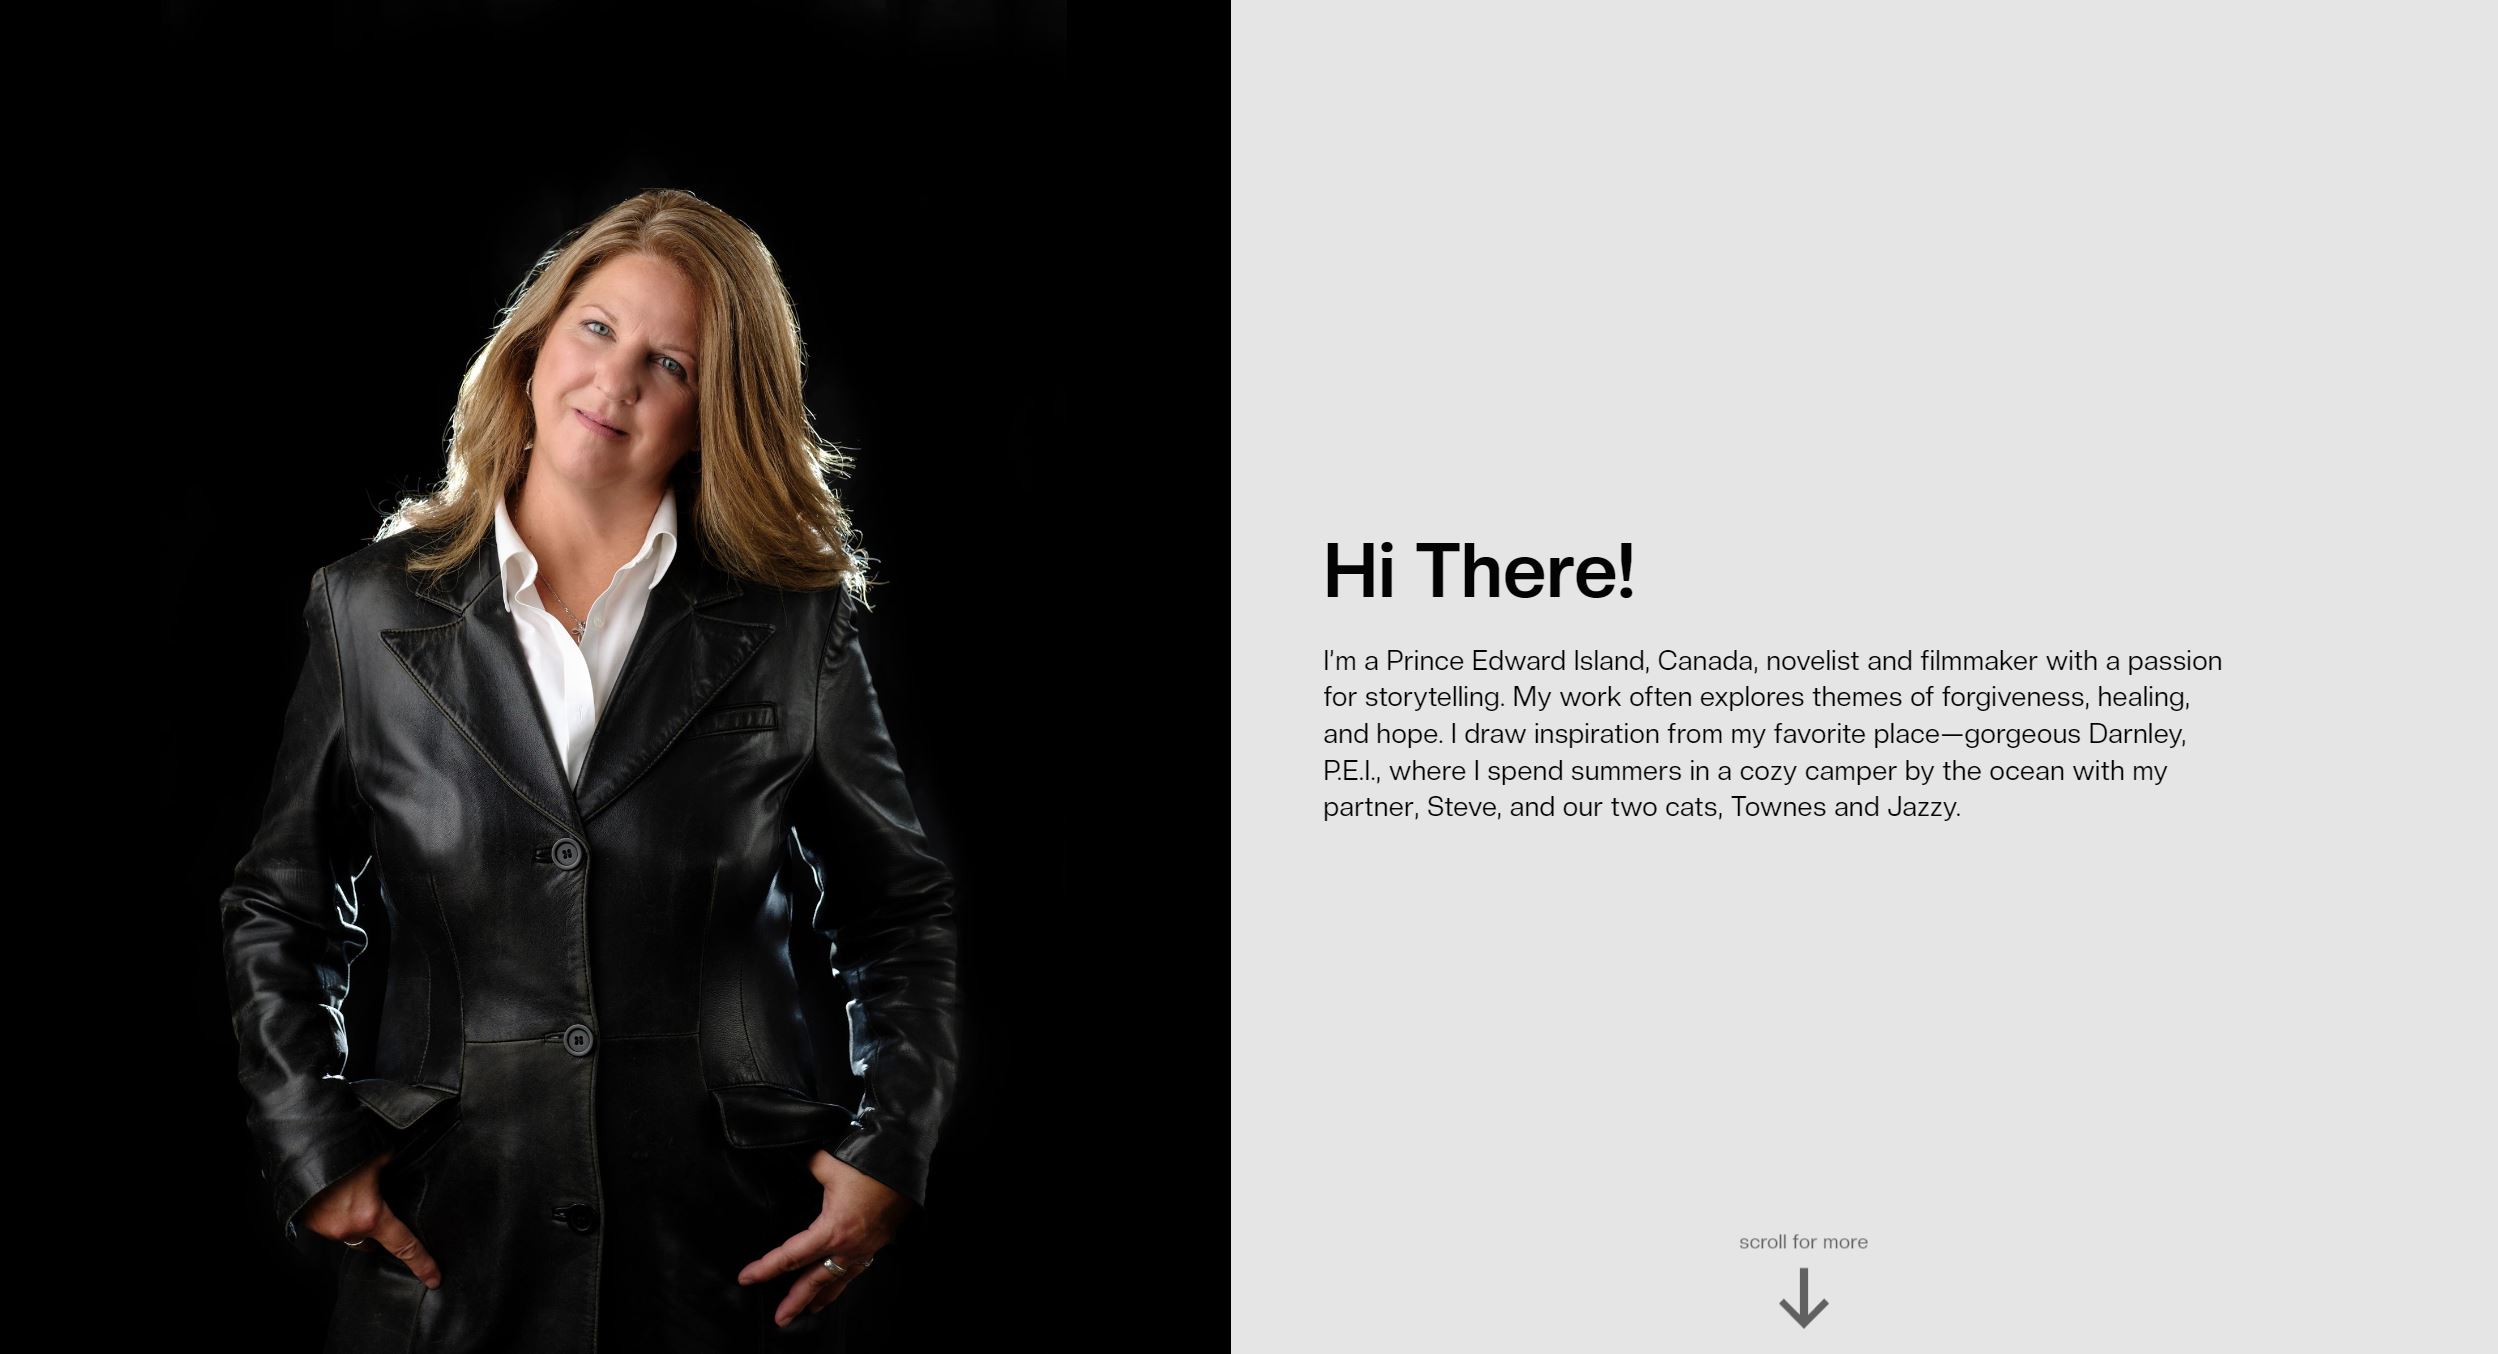 Hi There!
I'm a Prince Edward Island, Canada, novelist and filmmaker with a passion
for storytelling. My work often explores themes of forgiveness, healing,
and hope. I draw inspiration from my favorite place—gorgeous Darnley,
P.E.I., where I spend summers in a cozy camper by the ocean with my
partner, Steve, and our two cats, Townes and Jazzy.
scroll for more